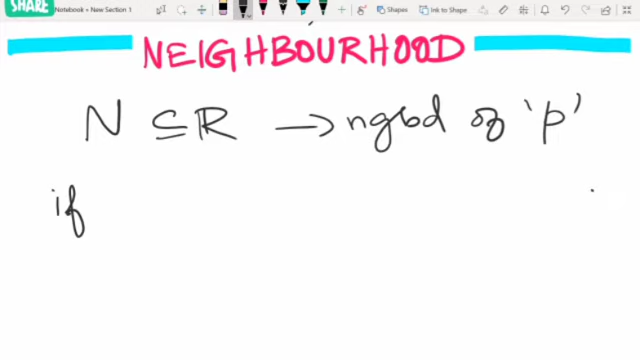 SHARE
Notebook » New Section 1
Shapes
Ink to Shape
NEIGHBOURHOOD
N ⊆ R → ngbd of 'p'
if